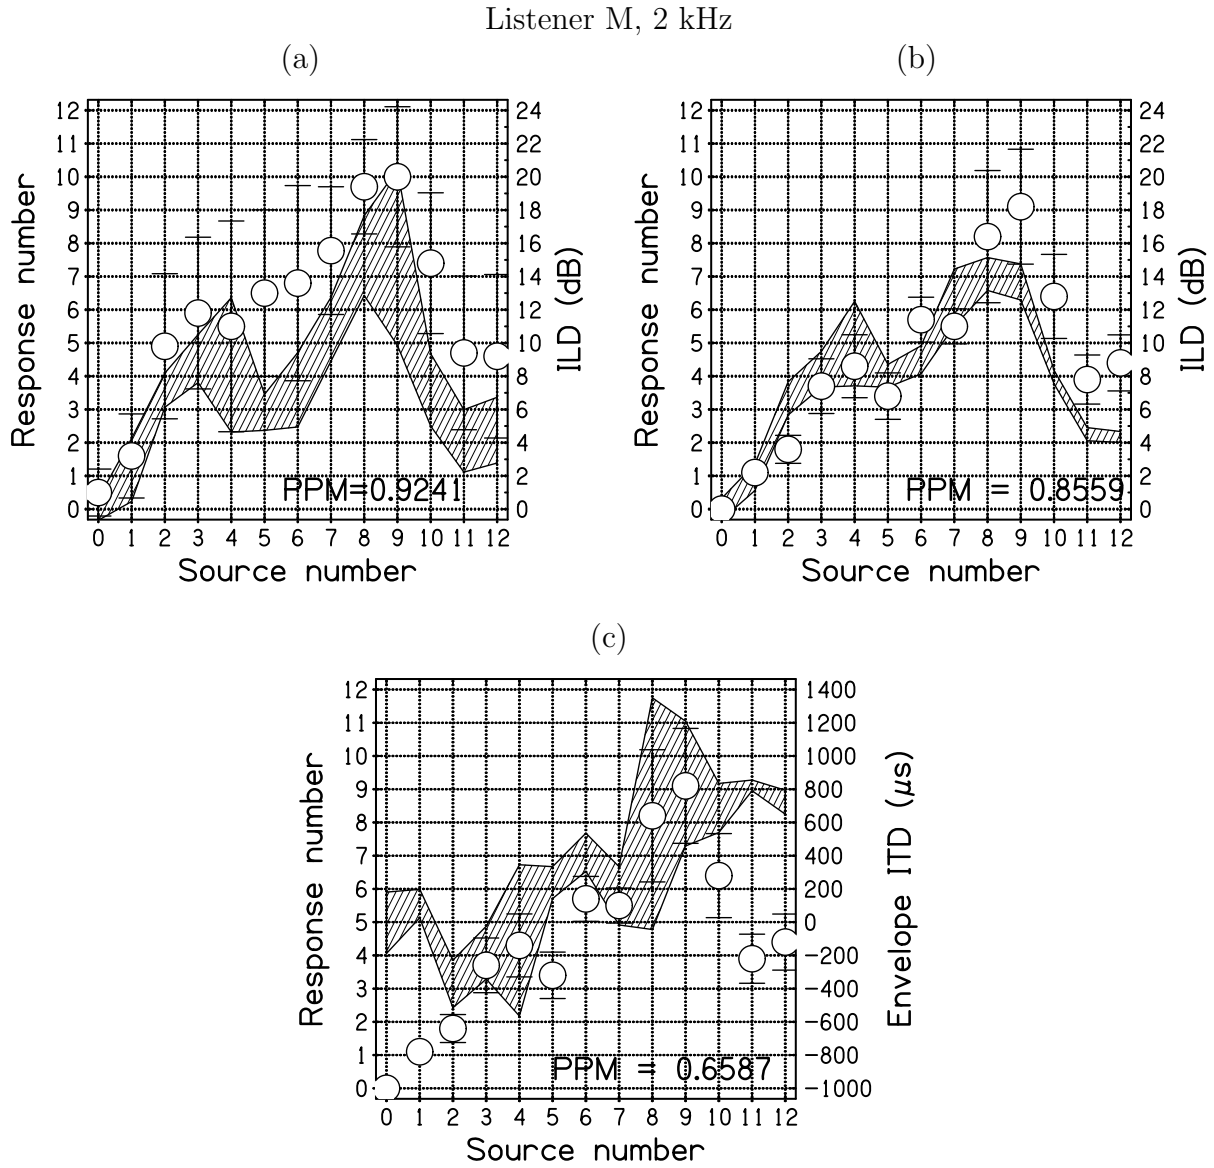 Listener M, 2 kHz
(a)
(b)
12 11 10 9 8 7 6 5 4 3 2 1 0
Response number
24 22 20 18 16 14 12 10 8 6 4 2 0
ILD (dB)
PPM=0.9241
0 1 2 3 4 5 6 7 8 9 10 11 12
Source number
12 11 10 9 8 7 6 5 4 3 2 1 0
Response number
24 22 20 18 16 14 12 10 8 6 4 2 0
ILD (dB)
PPM = 0.8559
0 1 2 3 4 5 6 7 8 9 10 11 12
Source number
(c)
12 11 10 9 8 7 6 5 4 3 2 1 0
Response number
1400 1200 1000 800 600 400 200 0 −200 −400 −600 −800 −1000
Envelope ITD (μs)
PPM = 0.6587
0 1 2 3 4 5 6 7 8 9 10 11 12
Source number